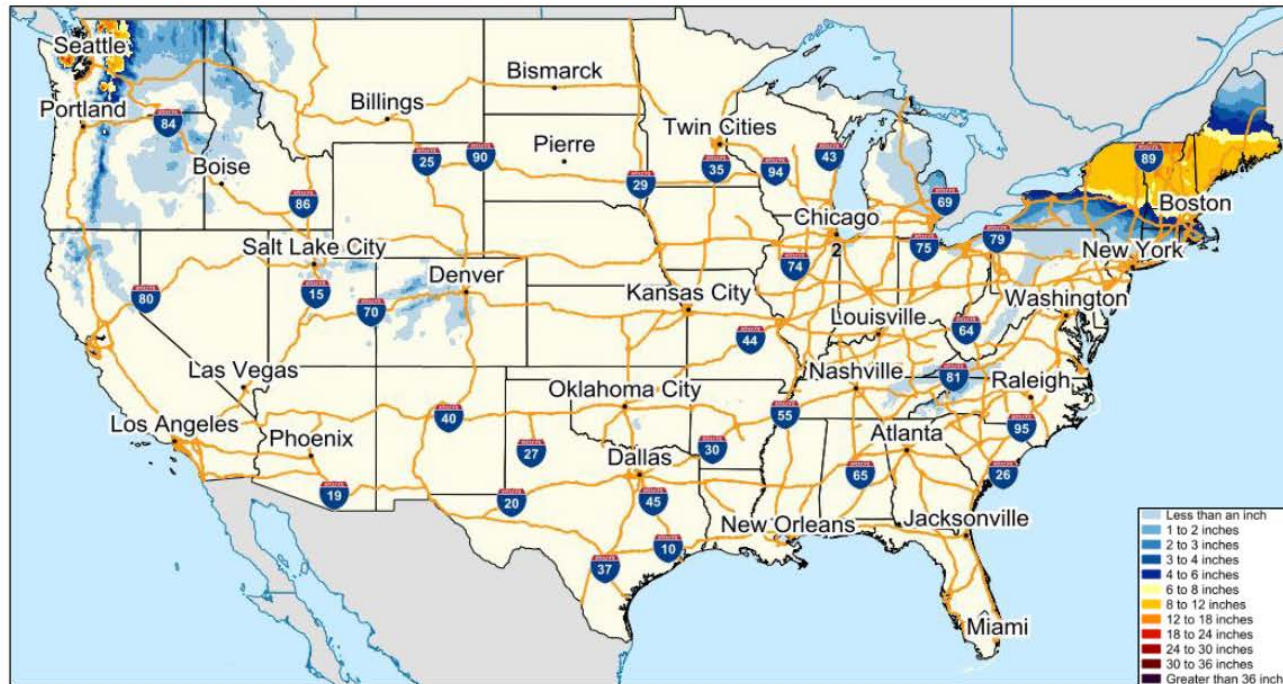 Seattle
Portland
84
Boise
86
Billings
25
90
Bismarck
Pierre
29
Twin Cities
35
94
43
69
89
Boston
Chicago
2
75
79
New York
74
Salt Lake City
80
15
70
Denver
Kansas City
44
Louisville
64
Washington
Las Vegas
Los Angeles
Phoenix
19
40
Oklahoma City
27
Dallas
20
45
30
55
Nashville
81
Raleigh
95
Atlanta
65
26
New Orleans
Jacksonville
10
37
Miami
Less than an inch
1 to 2 inches
2 to 3 inches
3 to 4 inches
4 to 6 inches
6 to 8 inches
8 to 12 inches
12 to 18 inches
18 to 24 inches
24 to 30 inches
30 to 36 inches
Greater than 36 inch